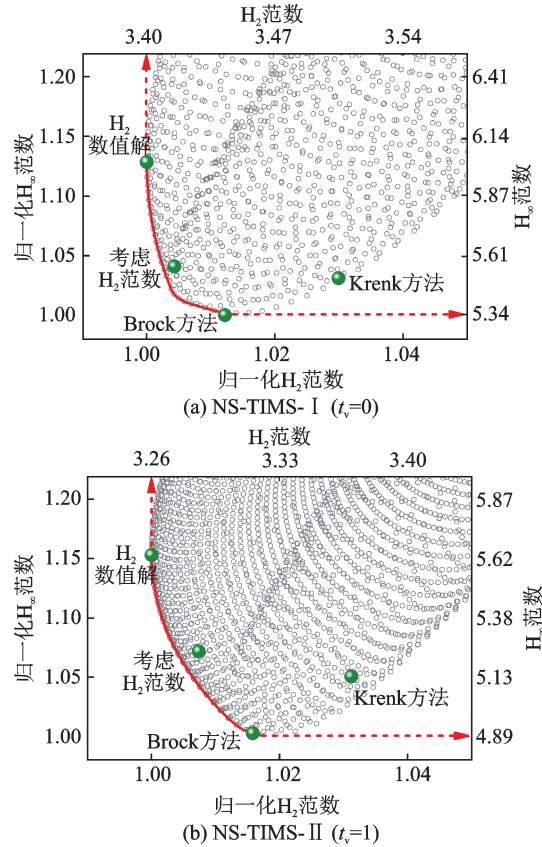 H₂范数
3.40 3.47 3.54
1.20 6.41
H₂
数值解
1.15 6.14
归一化H∞范数
H∞范数
1.10 5.87
考虑
H₂范数
1.05 5.61
Krenk方法
Brock方法
1.00 5.34
1.00 1.02 1.04
归一化H₂范数
(a) NS-TIMS-Ⅰ (tᵥ=0)
H₂范数
3.26 3.33 3.40
1.20 5.87
H₂
数值解
1.15 5.62
归一化H∞范数
H∞范数
1.10 5.38
考虑
H₂范数
1.05 5.13
Krenk方法
Brock方法
1.00 4.89
1.00 1.02 1.04
归一化H₂范数
(b) NS-TIMS-Ⅱ (tᵥ=1)